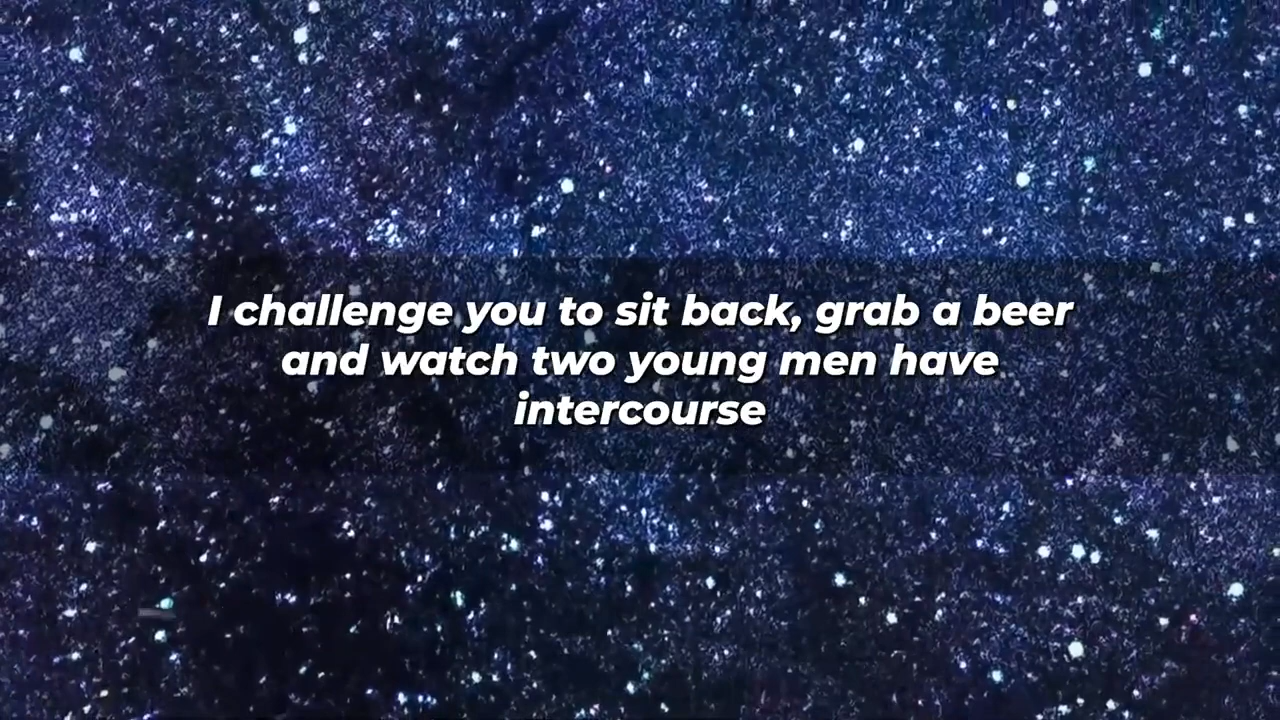 I challenge you to sit back, grab a beer
and watch two young men have
intercourse